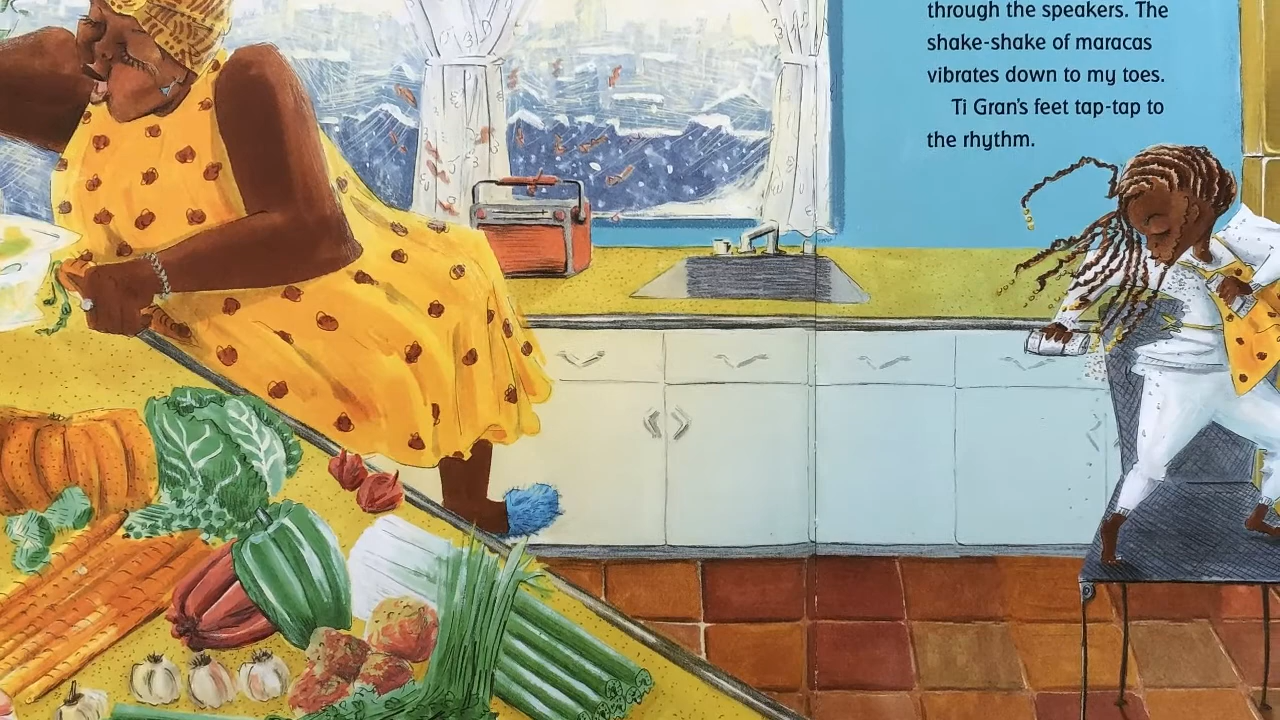 through the speakers. The
shake-shake of maracas
vibrates down to my toes.
Ti Gran's feet tap-tap to
the rhythm.